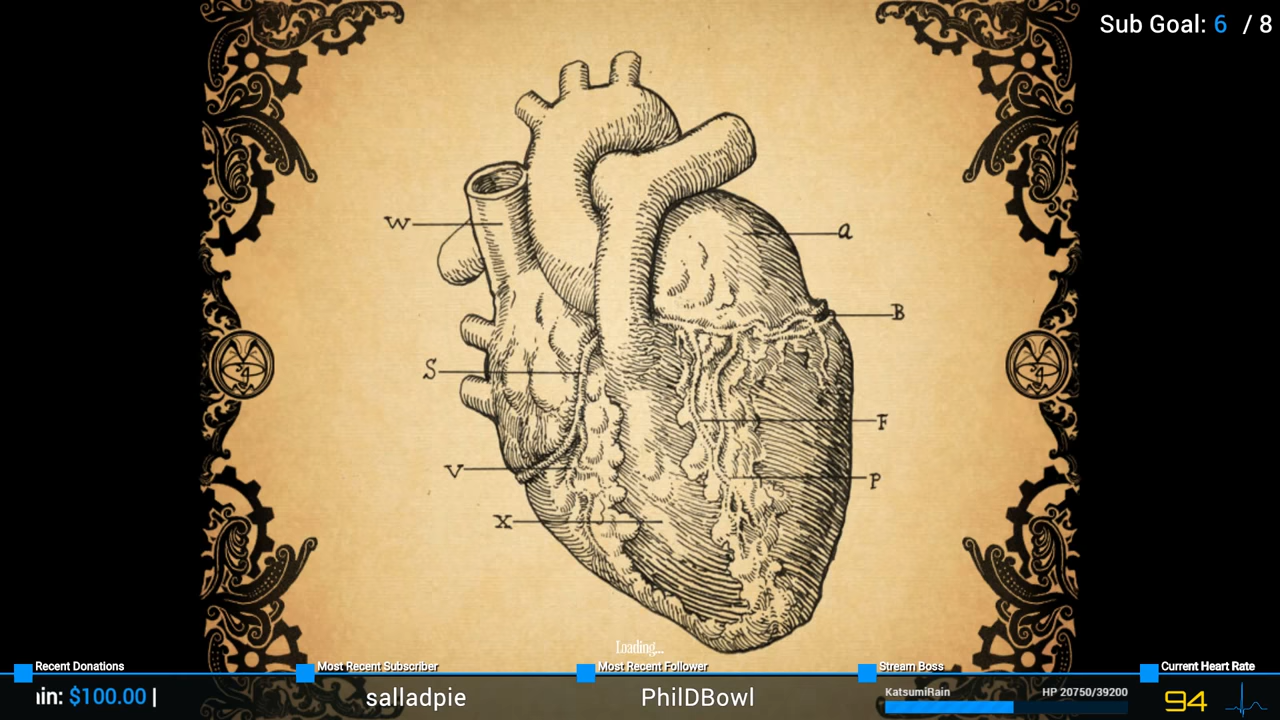 Sub Goal: 6 / 8
W
a
B
S
F
V
P
X
Loading...
Recent Donations
Most Recent Subscriber
Most Recent Follower
Stream Boss
Current Heart Rate
in: $100.00 |
salladpie
PhilDBowl
KatsumiRain
HP 20750/39200
94